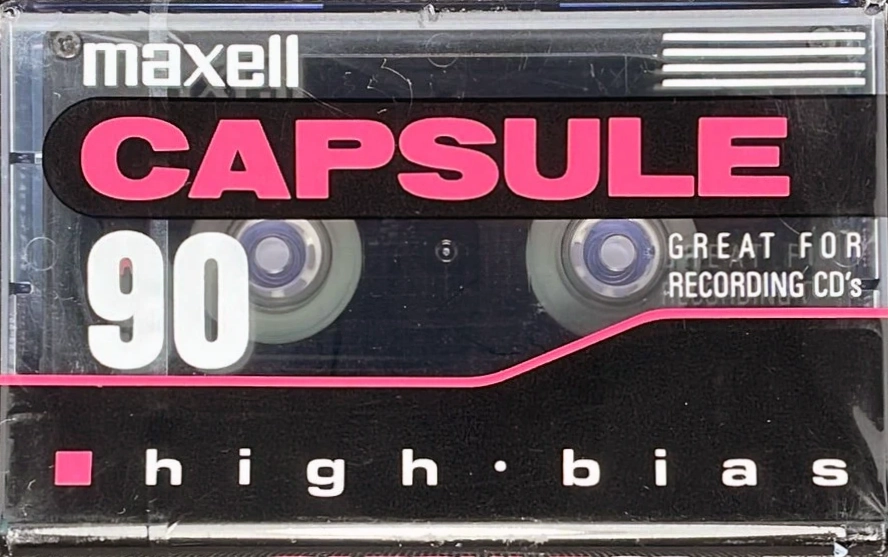 maxell
CAPSULE
90
GREAT FOR
RECORDING CD's
high·bias